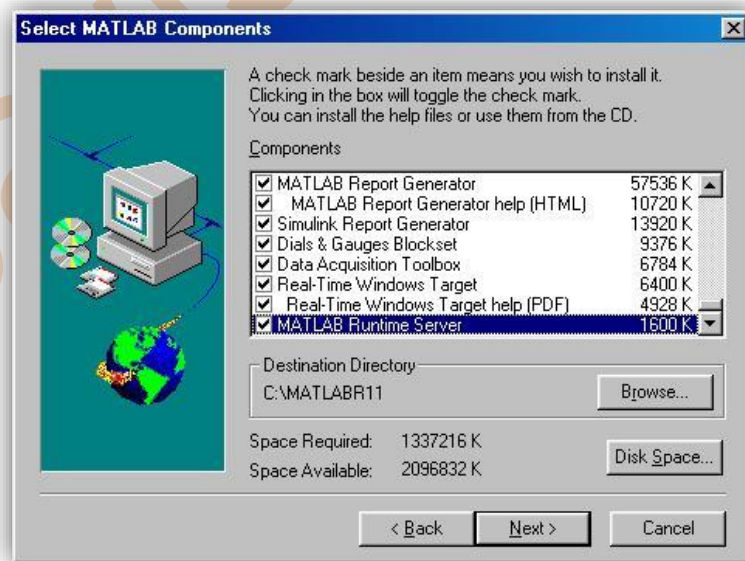 Select MATLAB Components
A check mark beside an item means you wish to install it.
Clicking in the box will toggle the check mark.
You can install the help files or use them from the CD.
Components
MATLAB Report Generator 57536 K
MATLAB Report Generator help (HTML) 10720 K
Simulink Report Generator 13920 K
Dials & Gauges Blockset 9376 K
Data Acquisition Toolbox 6784 K
Real-Time Windows Target 6400 K
Real-Time Windows Target help (PDF) 4928 K
MATLAB Runtime Server 1600 K
Destination Directory
C:\MATLABR11
Browse...
Space Required: 1337216 K
Space Available: 2096832 K
Disk Space...
< Back Next > Cancel